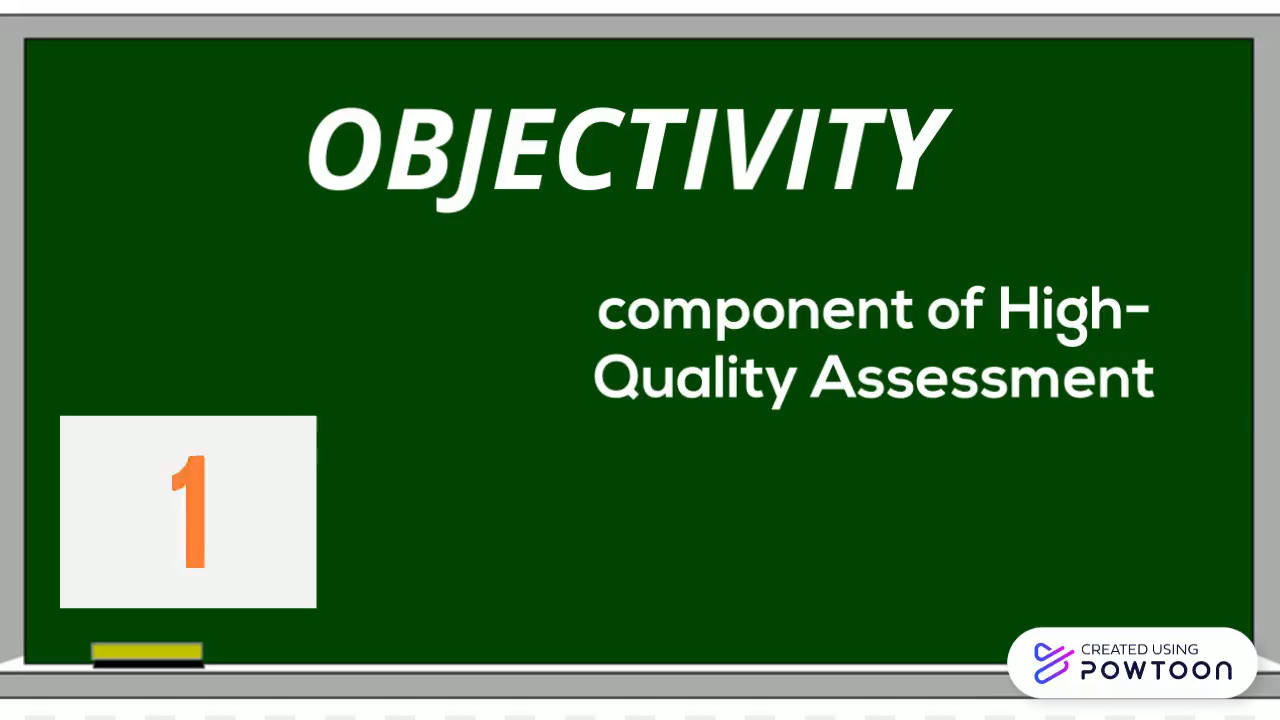 OBJECTIVITY
component of High-
Quality Assessment
1
CREATED USING
POWTOON